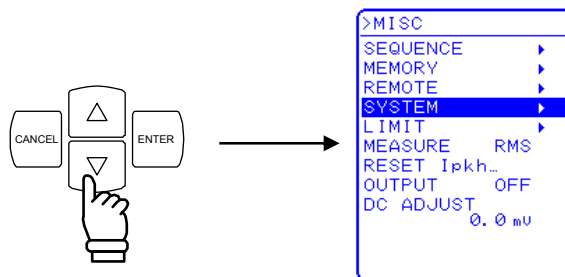 CANCEL
ENTER
>MISC
SEQUENCE
MEMORY
REMOTE
SYSTEM
LIMIT
MEASURE RMS
RESET Ipkh…
OUTPUT OFF
DC ADJUST
0.0 mV